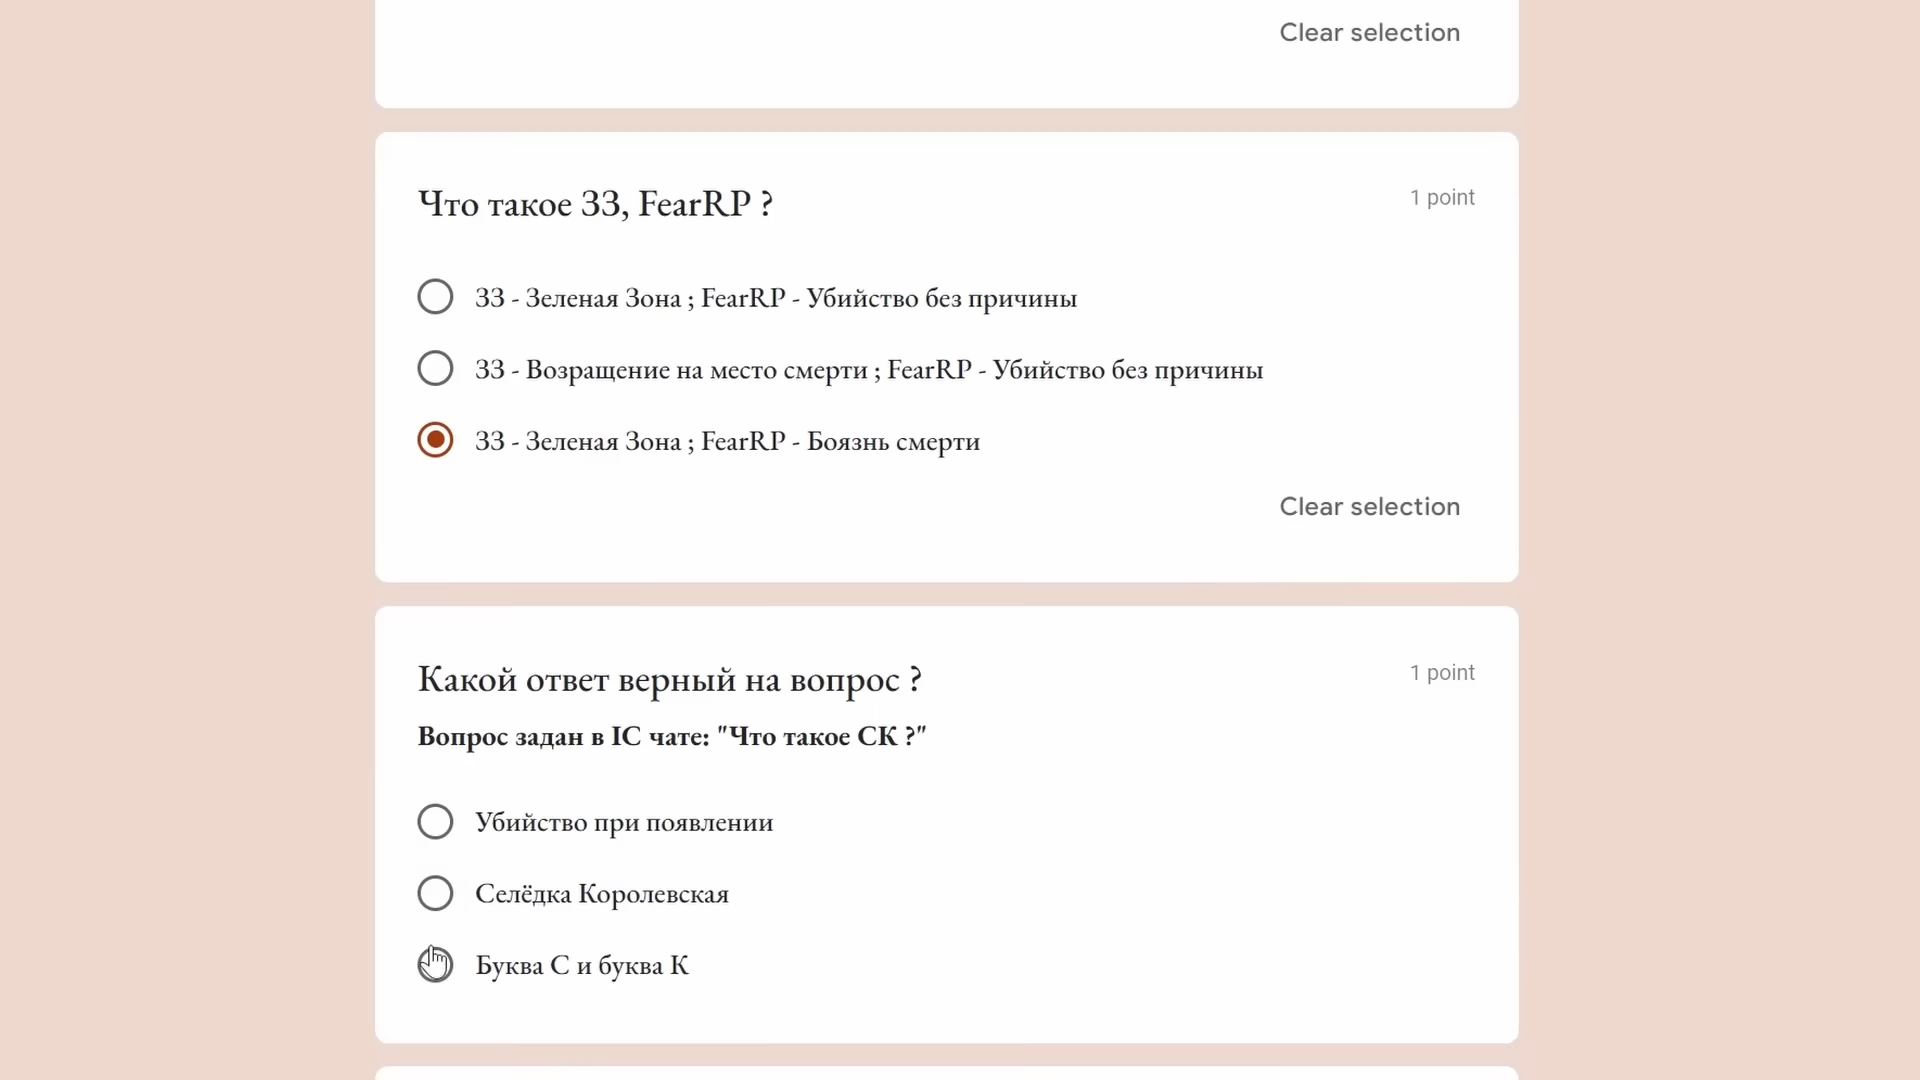 Clear selection
Что такое ЗЗ, FearRP ?
1 point
ЗЗ - Зеленая Зона ; FearRP - Убийство без причины
ЗЗ - Возращение на место смерти ; FearRP - Убийство без причины
ЗЗ - Зеленая Зона ; FearRP - Боязнь смерти
Clear selection
Какой ответ верный на вопрос ?
1 point
Вопрос задан в IC чате: "Что такое СК ?"
Убийство при появлении
Селёдка Королевская
Буква С и буква К